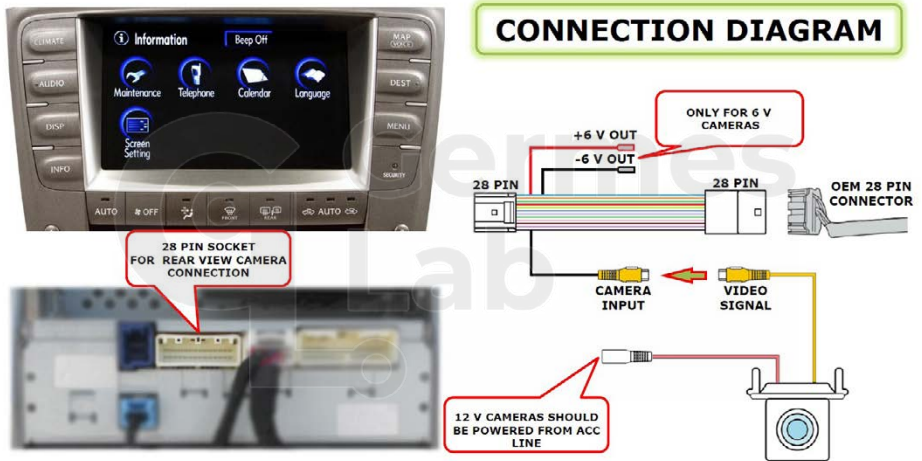 CONNECTION DIAGRAM
CLIMATE
AUDIO
DISP
INFO
Information
Beep Off
Maintenance
Telephone
Calendar
Language
Screen
Setting
MAP
(VOICE)
DEST
MENU
SECURITY
AUTO
OFF
FRONT
REAR
AUTO
ONLY FOR 6 V
CAMERAS
+6 V OUT
-6 V OUT
28 PIN
28 PIN
OEM 28 PIN
CONNECTOR
28 PIN SOCKET
FOR REAR VIEW CAMERA
CONNECTION
CAMERA
INPUT
VIDEO
SIGNAL
12 V CAMERAS SHOULD
BE POWERED FROM ACC
LINE
Germes
Lab